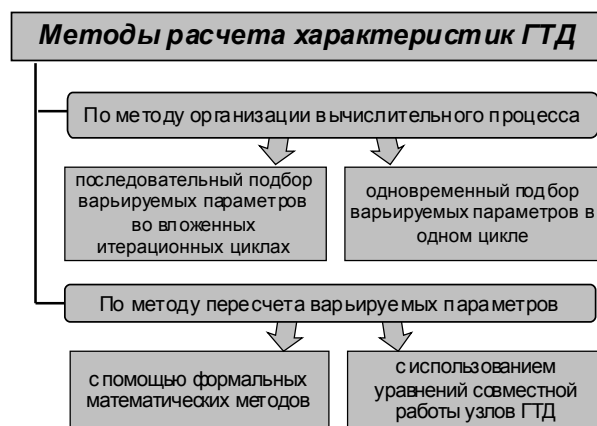 Методы расчета характеристик ГТД
По методу организации вычислительного процесса
последовательный подбор
варьируемых параметров
во вложенных
итерационных циклах
одновременный подбор
варьируемых параметров в
одном цикле
По методу пересчета варьируемых параметров
с помощью формальных
математических методов
с использованием
уравнений совместной
работы узлов ГТД